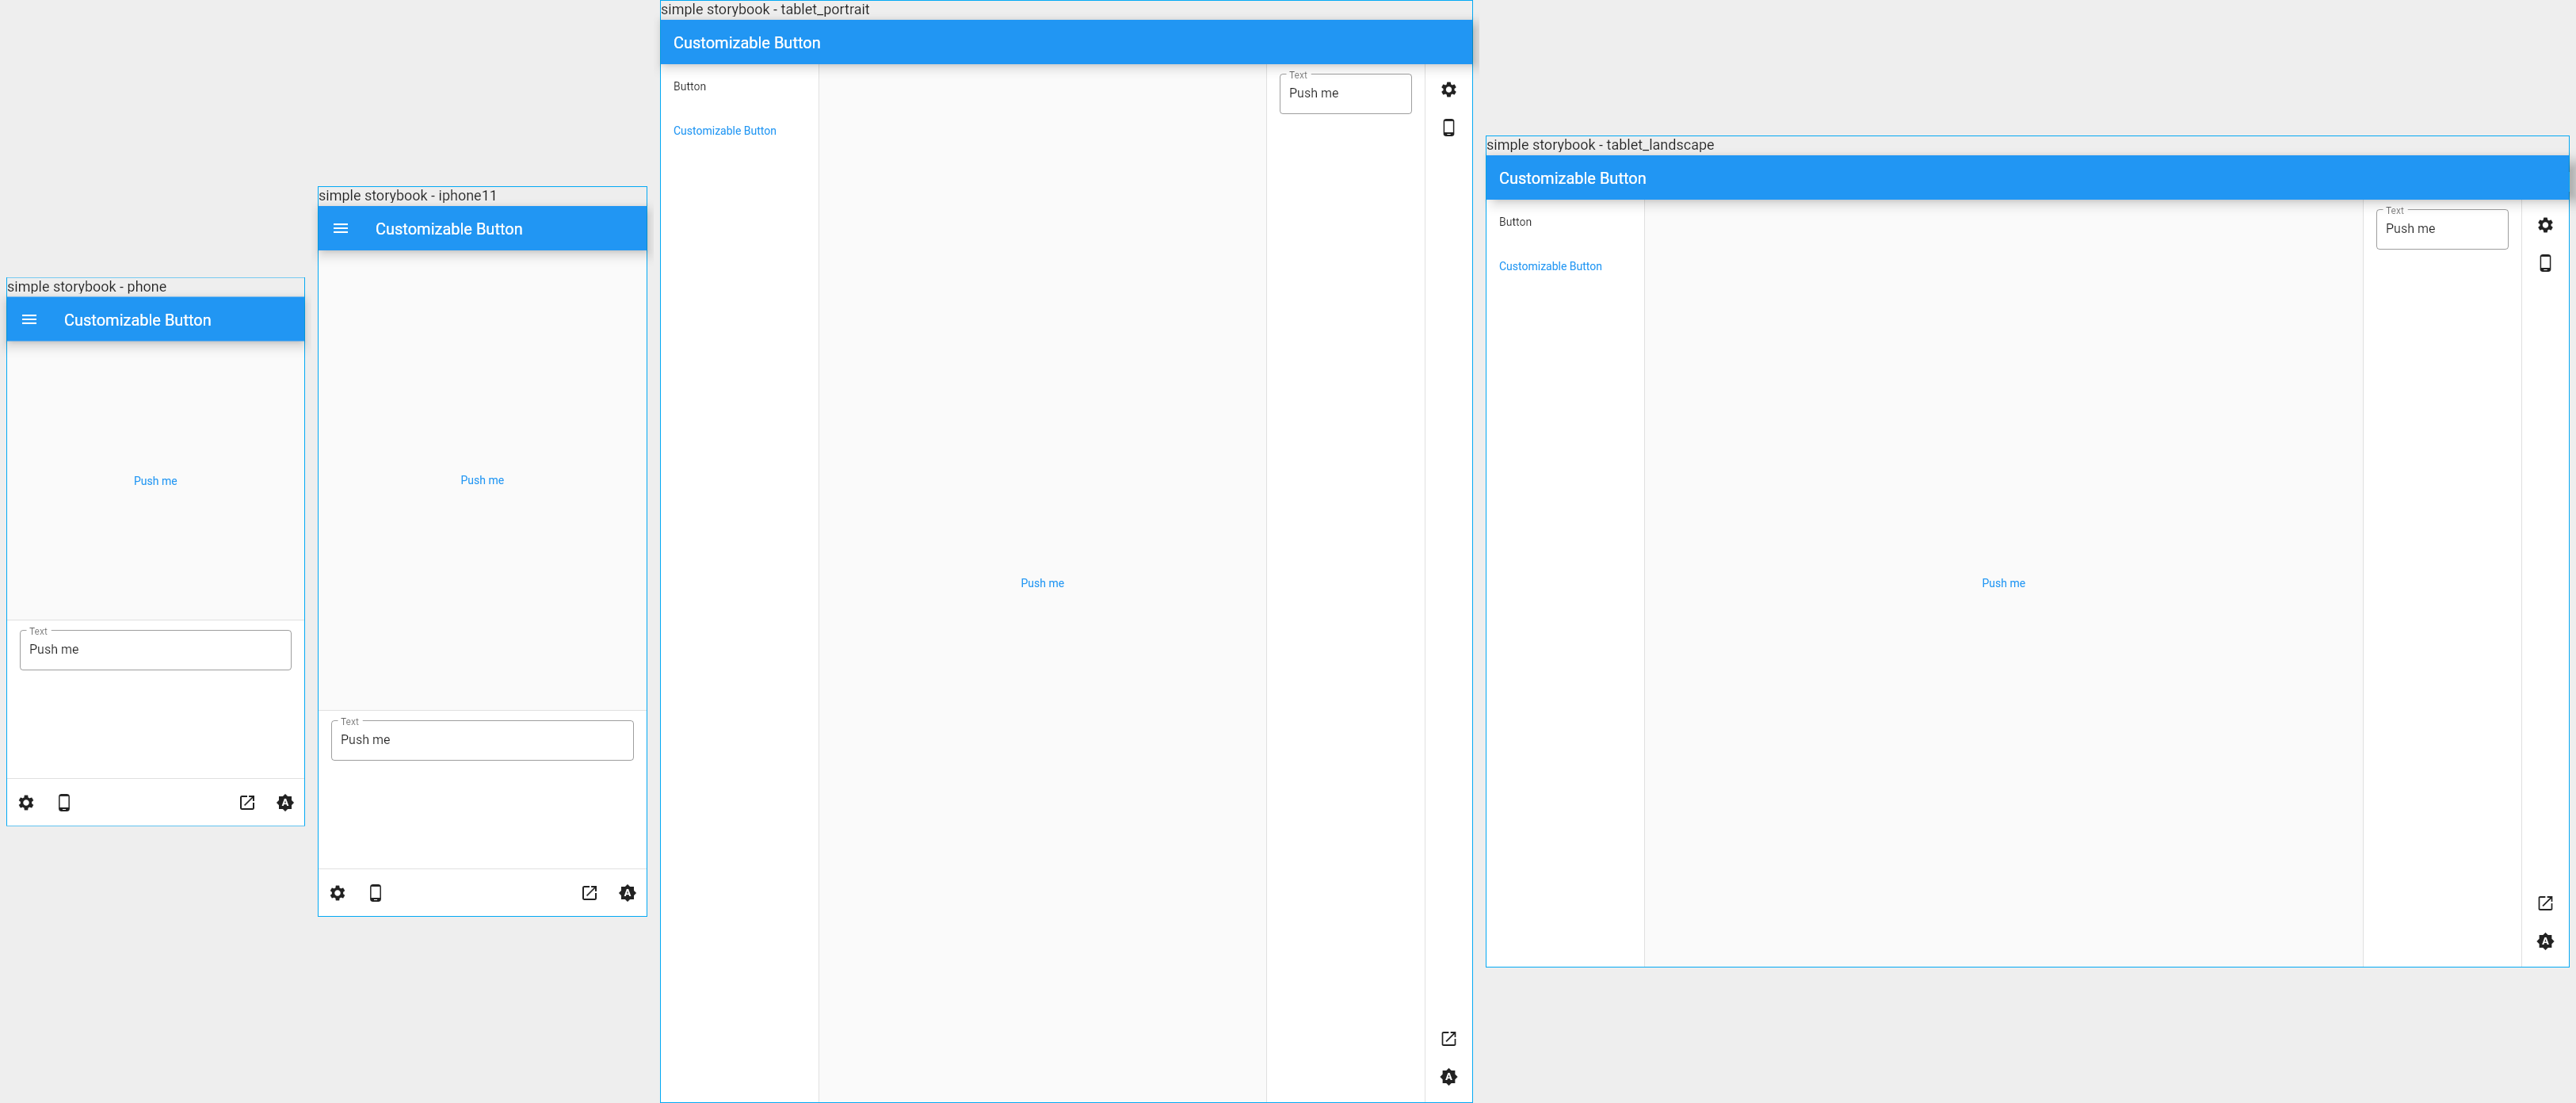 simple storybook - phone
Customizable Button
Push me
Text
Push me
A
simple storybook - iphone11
Customizable Button
Push me
Text
Push me
A
simple storybook - tablet_portrait
Customizable Button
Button
Customizable Button
Push me
Text
Push me
A
simple storybook - tablet_landscape
Customizable Button
Button
Customizable Button
Push me
Text
Push me
A